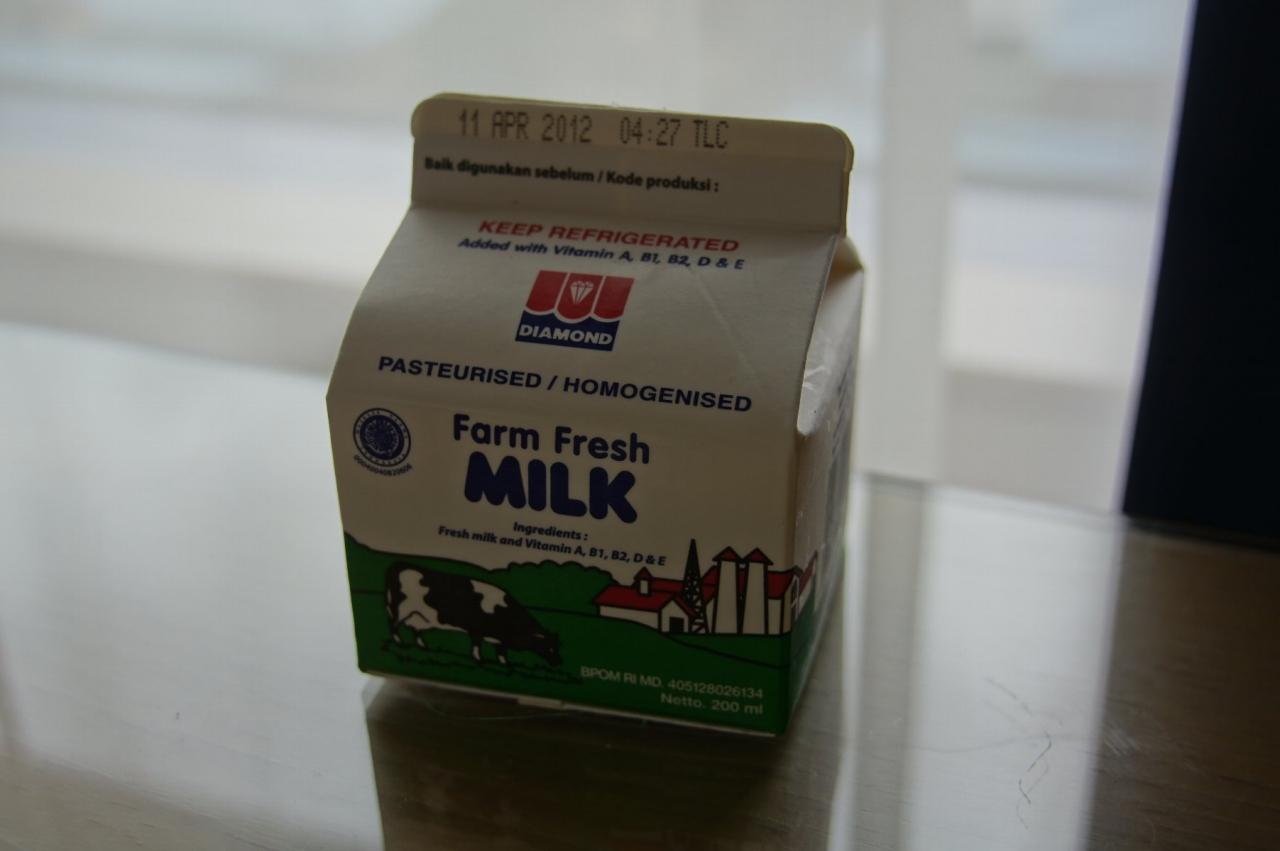 11 APR 2012 04:27 TLC
Baik digunakan sebelum / Kode produksi :
KEEP REFRIGERATED
Added with Vitamin A, B1, B2, D & E
DIAMOND
PASTEURISED / HOMOGENISED
Farm Fresh
MILK
Ingredients :
Fresh milk and Vitamin A, B1, B2, D & E
BPOM RI MD. 405128026134
Netto. 200 ml